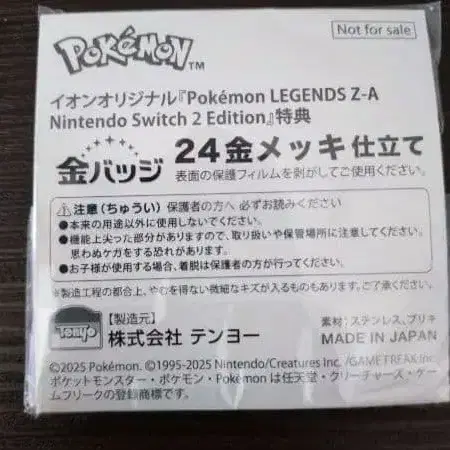 POKÉMON™
Not for sale
イオンオリジナル『Pokémon LEGENDS Z-A
Nintendo Switch 2 Edition』特典
金バッジ 24金メッキ仕立て
表面の保護フィルムを剥がしてご使用ください。
⚠注意(ちゅうい) 保護者の方へ 必ずお読みください
●本来の用途以外に使用しないでください。
●機能上尖った部分がありますので、取り扱いや保管場所に注意してください。
思わぬケガをする恐れがあります。
●お子様が使用する場合、着脱は保護者の方が行ってください。
※製造工程の都合上、やむを得ない微細なキズが入るものもあります。ご了承ください。
Tenyo
【製造元】
株式会社 テンヨー
素材:ステンレス、ブリキ
MADE IN JAPAN
©2025 Pokémon. ©1995-2025 Nintendo/Creatures Inc. /GAME FREAK inc.
ポケットモンスター・ポケモン・Pokémon は任天堂・クリーチャーズ・ゲー
ムフリークの登録商標です。